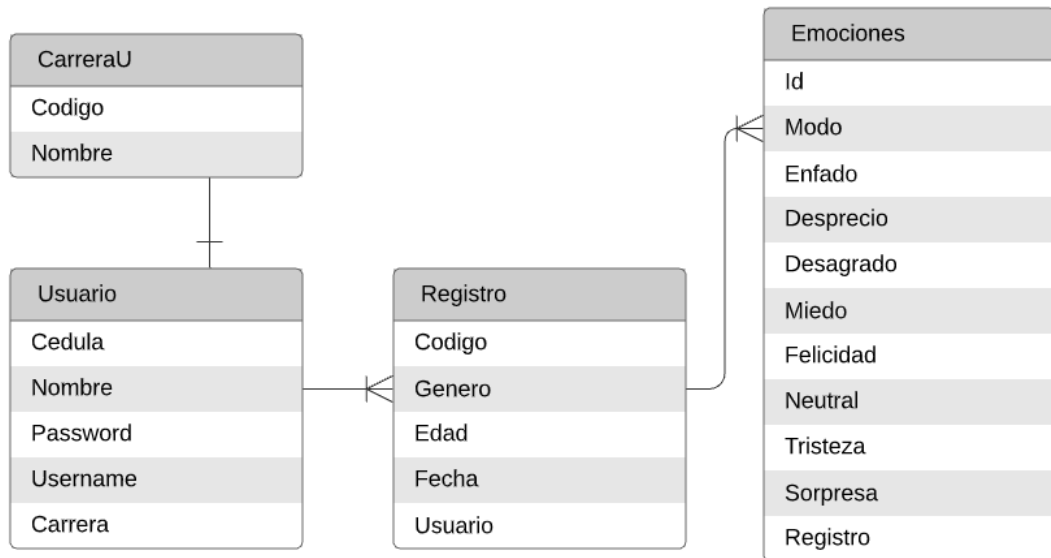 CarreraU
Codigo
Nombre
Usuario
Cedula
Nombre
Password
Username
Carrera
Registro
Codigo
Genero
Edad
Fecha
Usuario
Emociones
Id
Modo
Enfado
Desprecio
Desagrado
Miedo
Felicidad
Neutral
Tristeza
Sorpresa
Registro